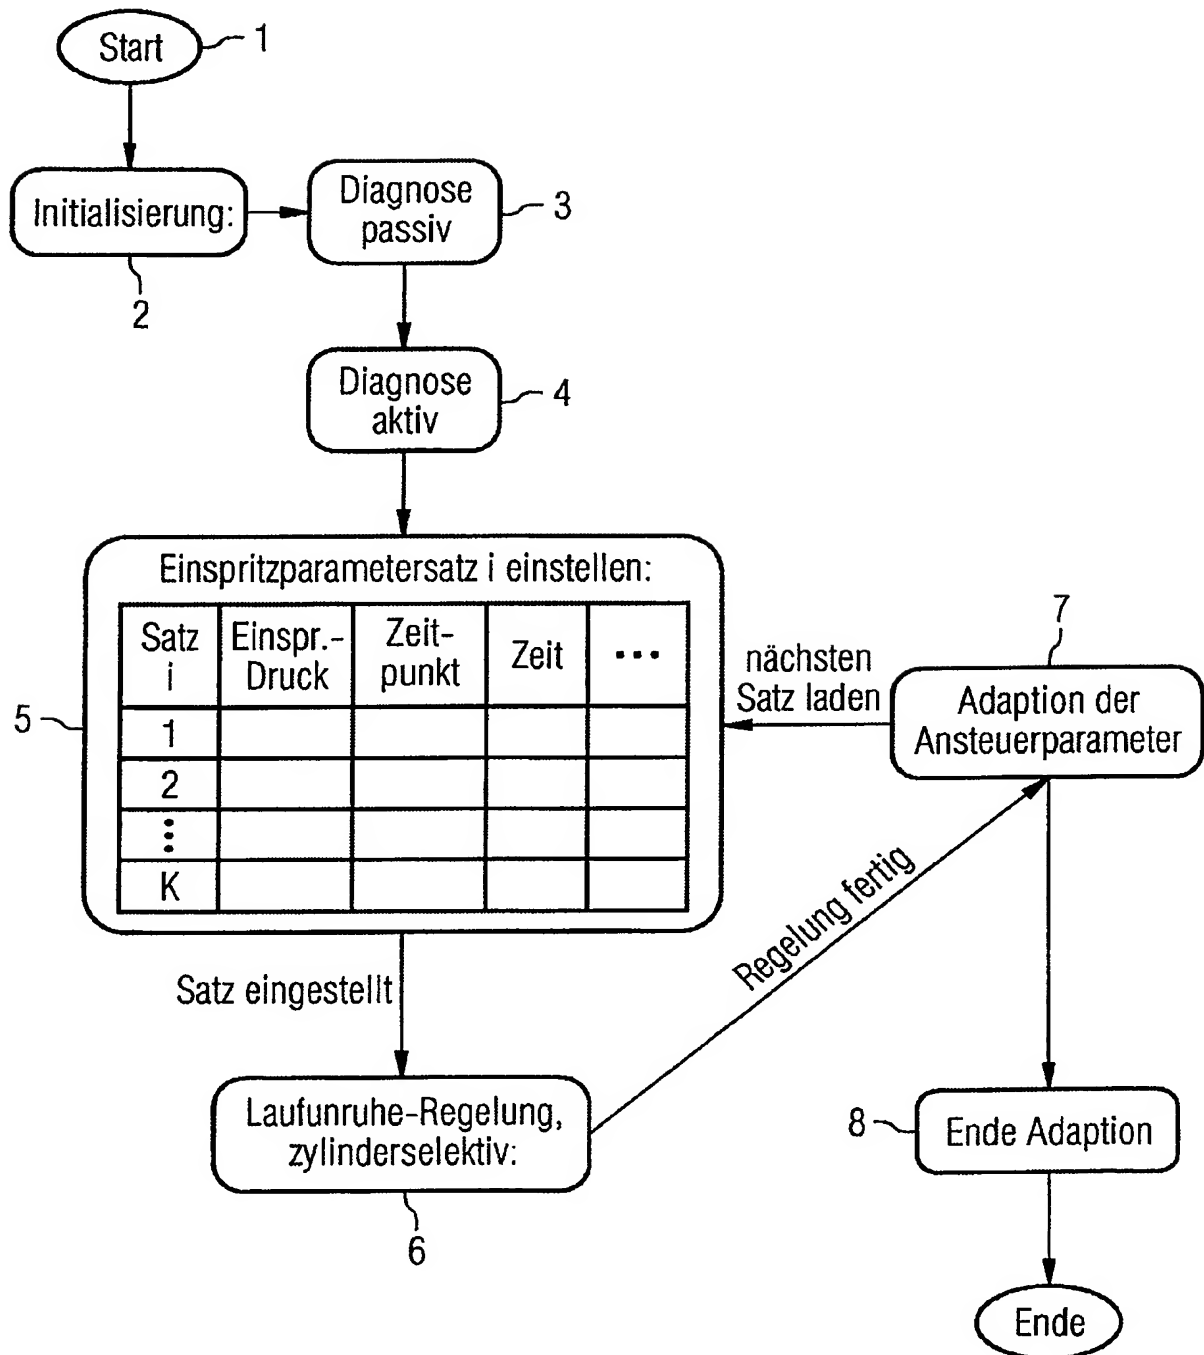 Start
1
Initialisierung:
2
Diagnose
passiv
3
Diagnose
aktiv
4
Einspritzparametersatz i einstellen:
Satz
i
Einspr.-
Druck
Zeit-
punkt
Zeit
...
1
2
⋮
K
5
nächsten
Satz laden
7
Adaption der
Ansteuerparameter
Satz eingestellt
Regelung fertig
Laufunruhe-Regelung,
zylinderselektiv:
6
8
Ende Adaption
Ende